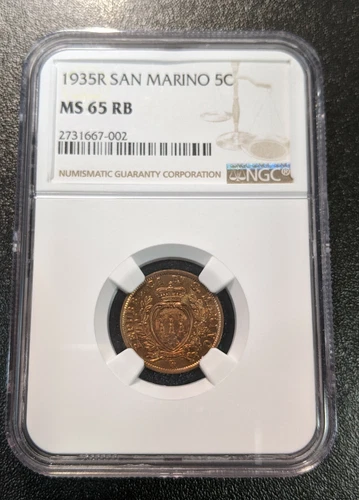 1935R SAN MARINO 5C
MS 65 RB
2731667-002
NUMISMATIC GUARANTY CORPORATION
NGC